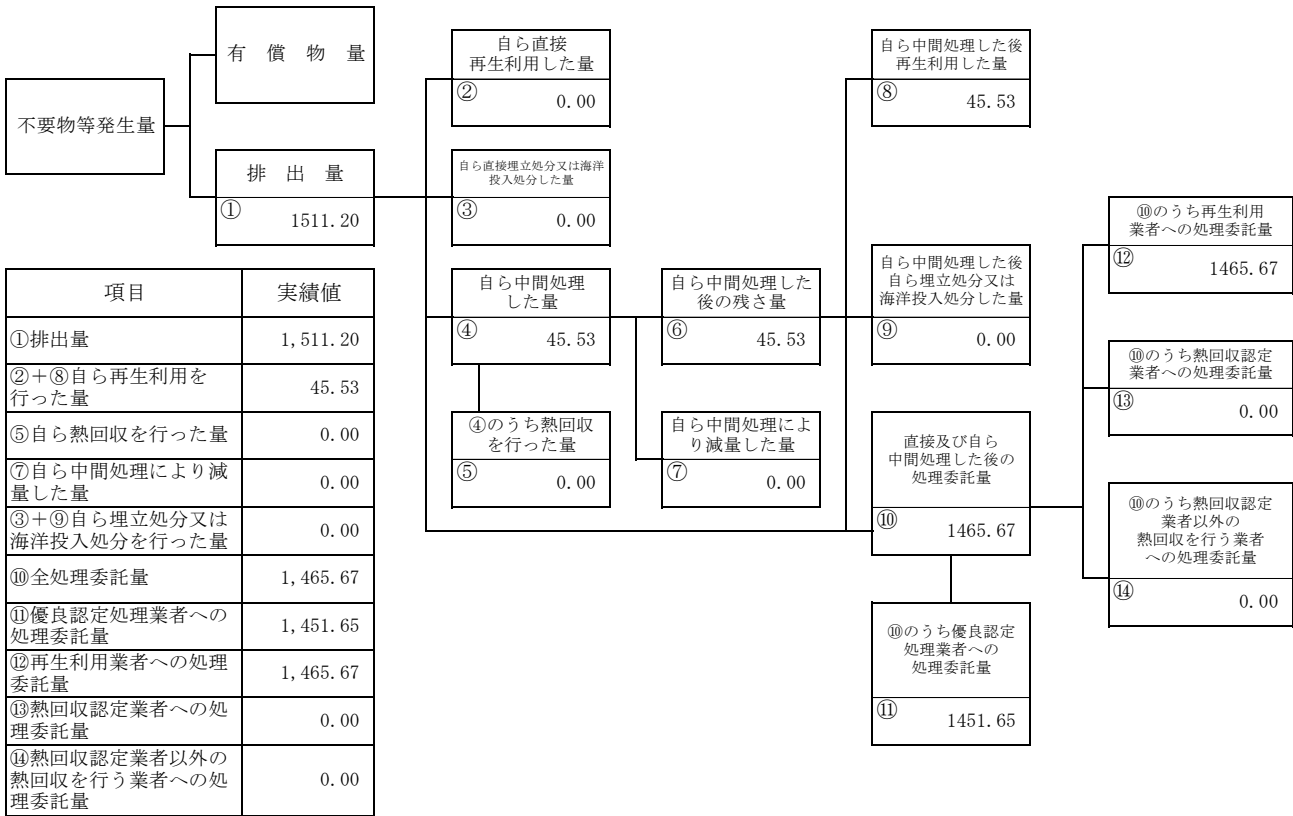 不要物等発生量
有　償　物　量
排　出　量
①
1511.20
自ら直接
再生利用した量
②
0.00
自ら直接埋立処分又は海洋
投入処分した量
③
0.00
自ら中間処理
した量
④
45.53
④のうち熱回収
を行った量
⑤
0.00
自ら中間処理した
後の残さ量
⑥
45.53
自ら中間処理によ
り減量した量
⑦
0.00
自ら中間処理した後
再生利用した量
⑧
45.53
自ら中間処理した後
自ら埋立処分又は
海洋投入処分した量
⑨
0.00
直接及び自ら
中間処理した後の
処理委託量
⑩
1465.67
⑩のうち優良認定
処理業者への
処理委託量
⑪
1451.65
⑩のうち再生利用
業者への処理委託量
⑫
1465.67
⑩のうち熱回収認定
業者への処理委託量
⑬
0.00
⑩のうち熱回収認定
業者以外の
熱回収を行う業者
への処理委託量
⑭
0.00
項目 実績値
①排出量 1,511.20
②+⑧自ら再生利用を
行った量 45.53
⑤自ら熱回収を行った量 0.00
⑦自ら中間処理により減
量した量 0.00
③+⑨自ら埋立処分又は
海洋投入処分を行った量 0.00
⑩全処理委託量 1,465.67
⑪優良認定処理業者への
処理委託量 1,451.65
⑫再生利用業者への処理
委託量 1,465.67
⑬熱回収認定業者への処
理委託量 0.00
⑭熱回収認定業者以外の
熱回収を行う業者への処
理委託量 0.00